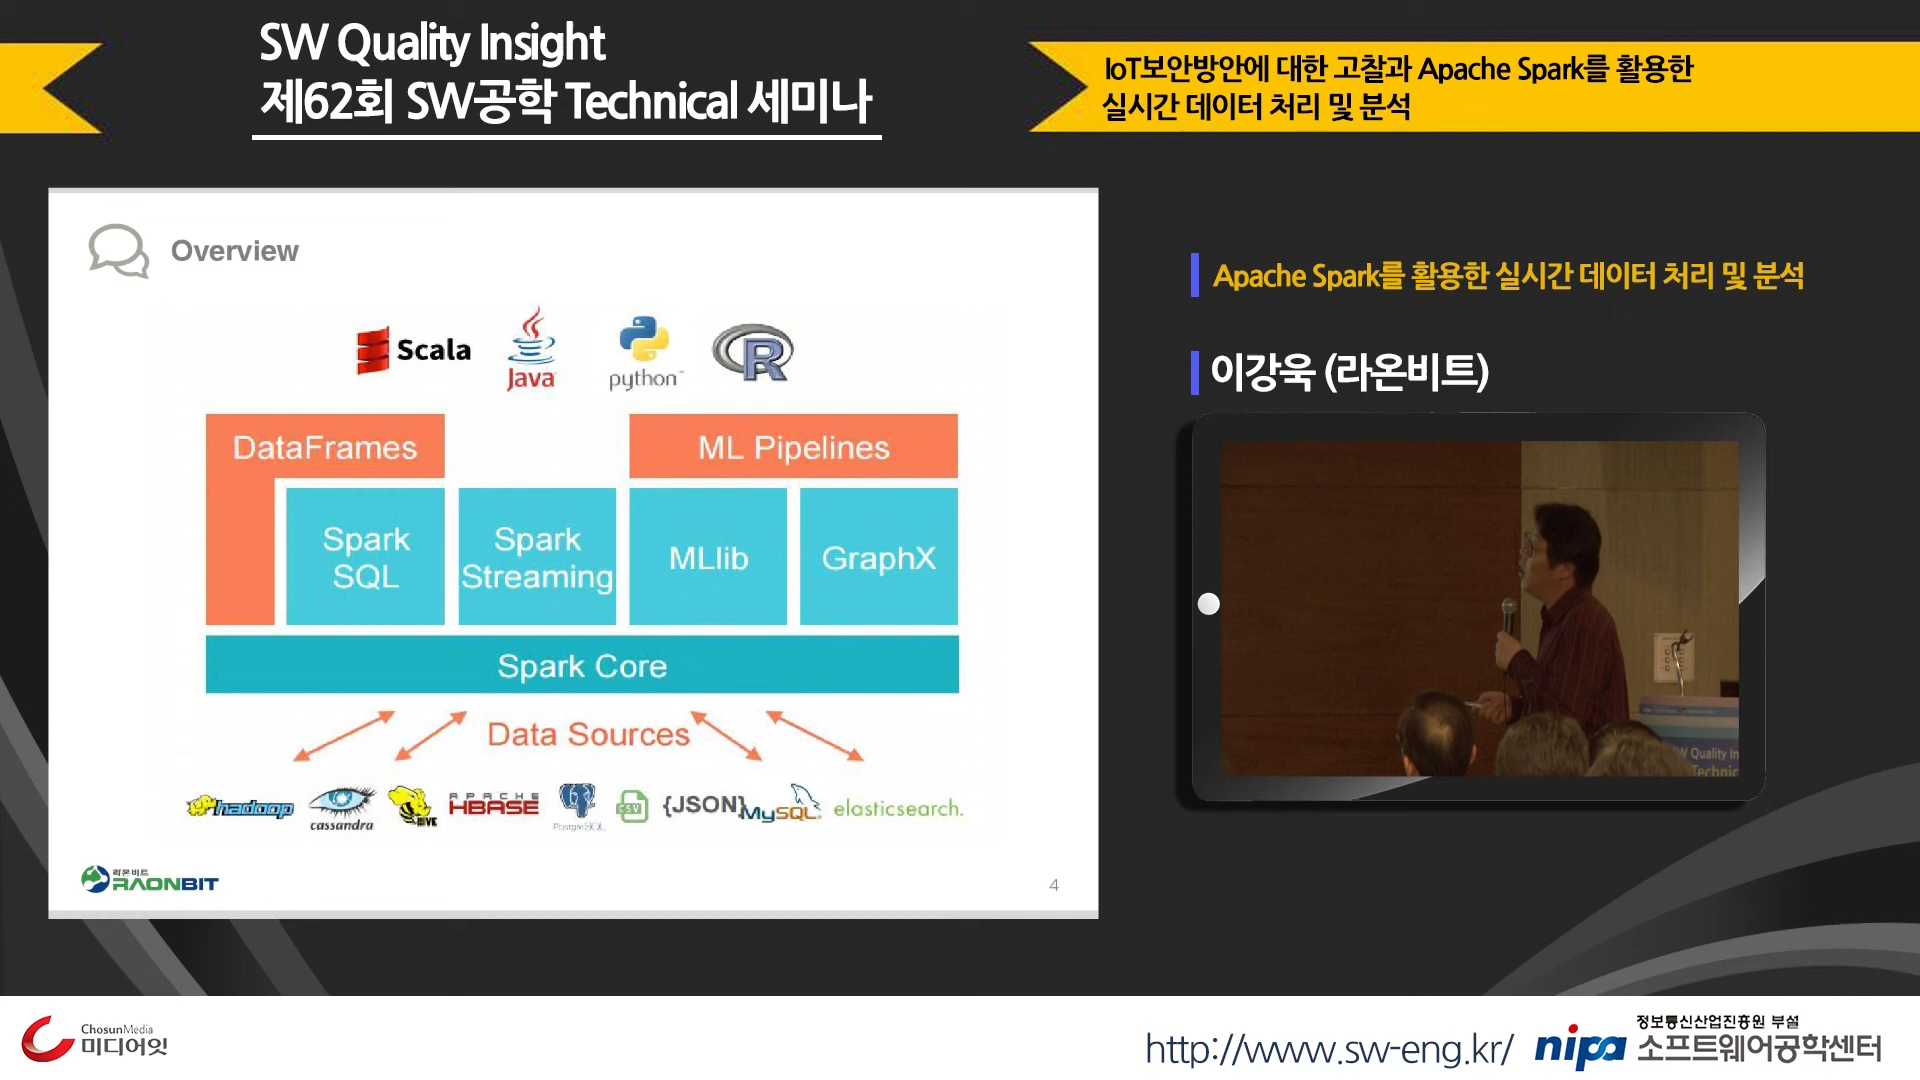 SW Quality Insight
제62회 SW공학 Technical 세미나
IoT보안방안에 대한 고찰과 Apache Spark를 활용한
실시간 데이터 처리 및 분석
Overview
Scala
Java
python
R
DataFrames
ML Pipelines
Spark
SQL
Spark
Streaming
MLlib
GraphX
Spark Core
Data Sources
hadoop
cassandra
HIVE
APACHE
HBASE
PostgreSQL
CSV
{JSON}
MySQL
elasticsearch.
라온비트
RAONBIT
4
Apache Spark를 활용한 실시간 데이터 처리 및 분석
이강욱 (라온비트)
W Quality In
Technic
ChosunMedia
미디어잇
http://www.sw-eng.kr/
nipa
정보통신산업진흥원 부설
소프트웨어공학센터